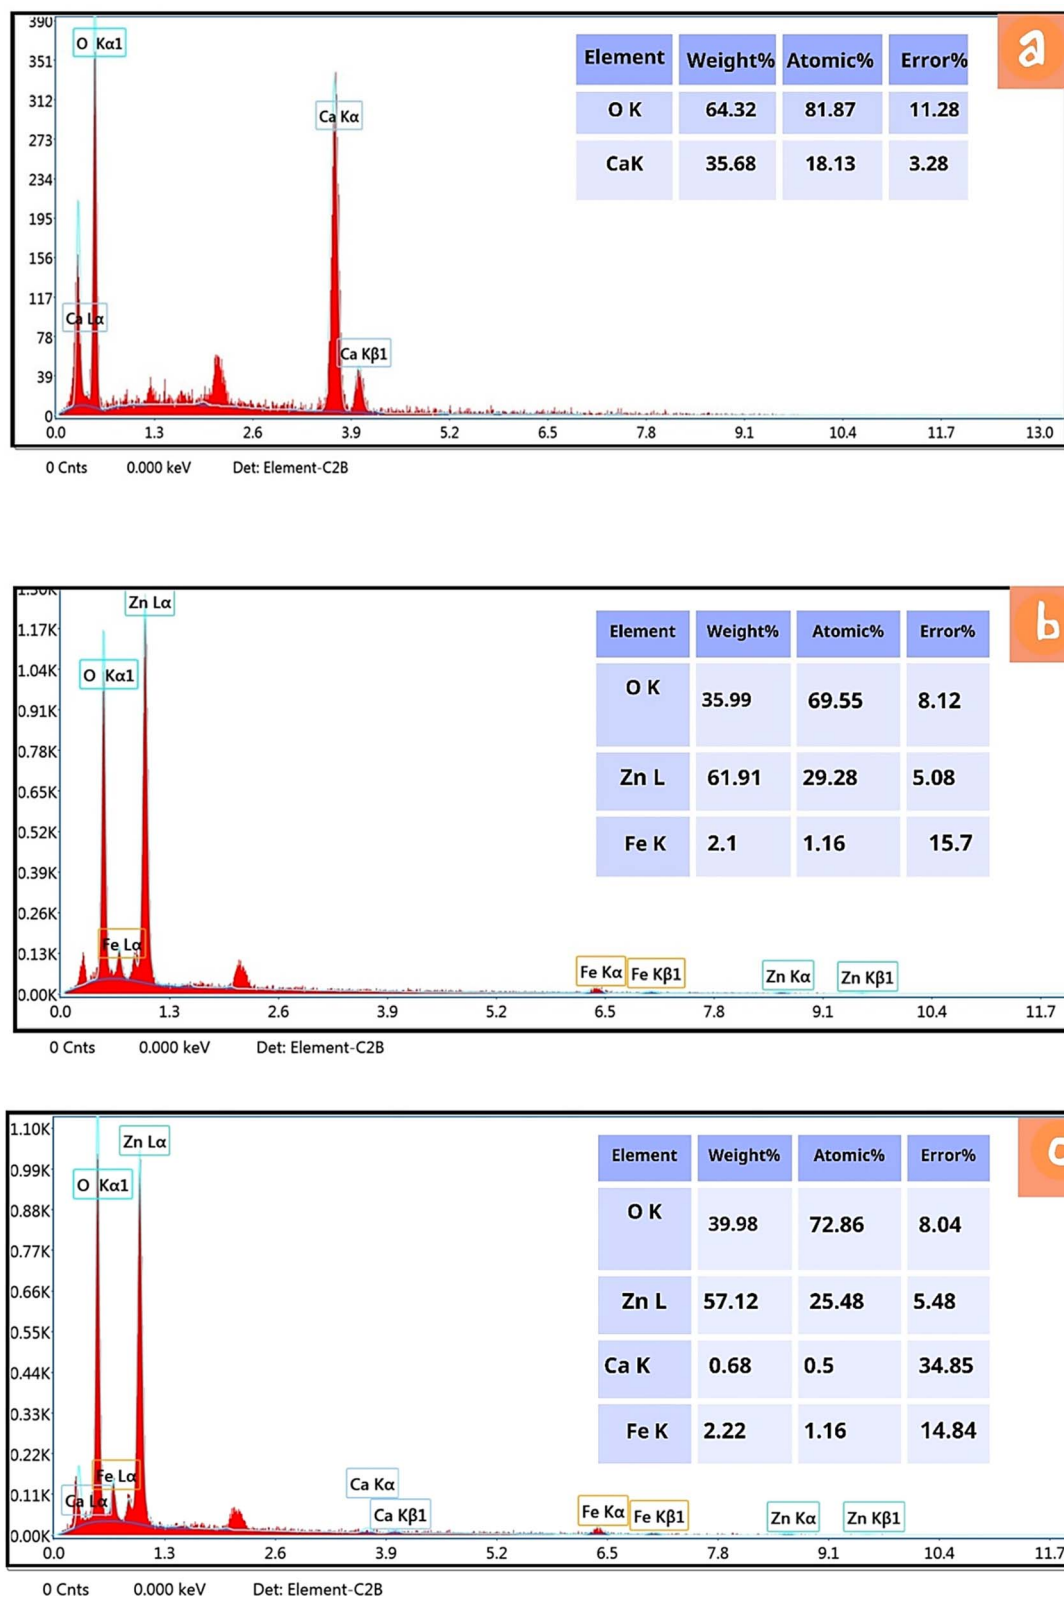 a
390
O Kα1
351
312
273
234
195
156
117
78
39
0
Ca Kα
Ca Lα
Ca Kβ1
0.0 1.3 2.6 3.9 5.2 6.5 7.8 9.1 10.4 11.7 13.0
0 Cnts 0.000 keV Det: Element-C2B
Element Weight% Atomic% Error%
O K 64.32 81.87 11.28
CaK 35.68 18.13 3.28
b
1.30K
1.17K
1.04K
0.91K
0.78K
0.65K
0.52K
0.39K
0.26K
0.13K
0.00K
Zn Lα
O Kα1
Fe Lα
Fe Kα Fe Kβ1 Zn Kα Zn Kβ1
0.0 1.3 2.6 3.9 5.2 6.5 7.8 9.1 10.4 11.7
0 Cnts 0.000 keV Det: Element-C2B
Element Weight% Atomic% Error%
O K 35.99 69.55 8.12
Zn L 61.91 29.28 5.08
Fe K 2.1 1.16 15.7
c
1.10K
0.99K
0.88K
0.77K
0.66K
0.55K
0.44K
0.33K
0.22K
0.11K
0.00K
Zn Lα
O Kα1
Fe Lα
Ca Lα
Ca Kα
Ca Kβ1
Fe Kα Fe Kβ1 Zn Kα Zn Kβ1
0.0 1.3 2.6 3.9 5.2 6.5 7.8 9.1 10.4 11.7
0 Cnts 0.000 keV Det: Element-C2B
Element Weight% Atomic% Error%
O K 39.98 72.86 8.04
Zn L 57.12 25.48 5.48
Ca K 0.68 0.5 34.85
Fe K 2.22 1.16 14.84